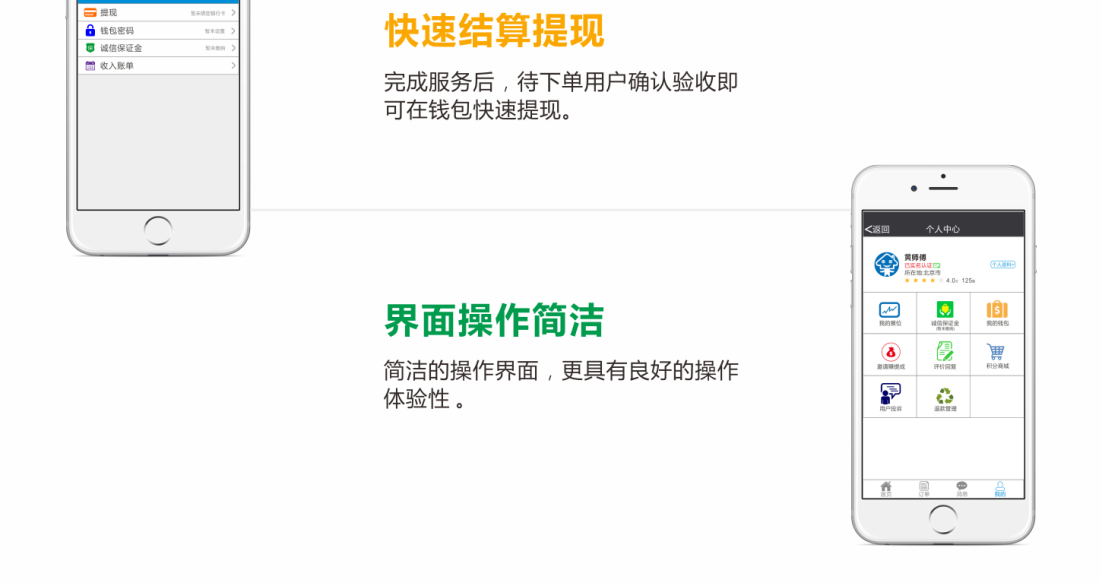 提现
暂未绑定银行卡
钱包密码
暂未设置
诚信保证金
暂未缴纳
收入账单
快速结算提现
完成服务后，待下单用户确认验收即
可在钱包快速提现。
返回
个人中心
黄师傅
已实名认证
所在地:北京市
4.0
个人资料
我的展位
诚信保证金
我的钱包
邀请赚提成
评价回复
积分商城
用户投诉
退款管理
首页
订单
消息
我的
界面操作简洁
简洁的操作界面，更具有良好的操作
体验性。